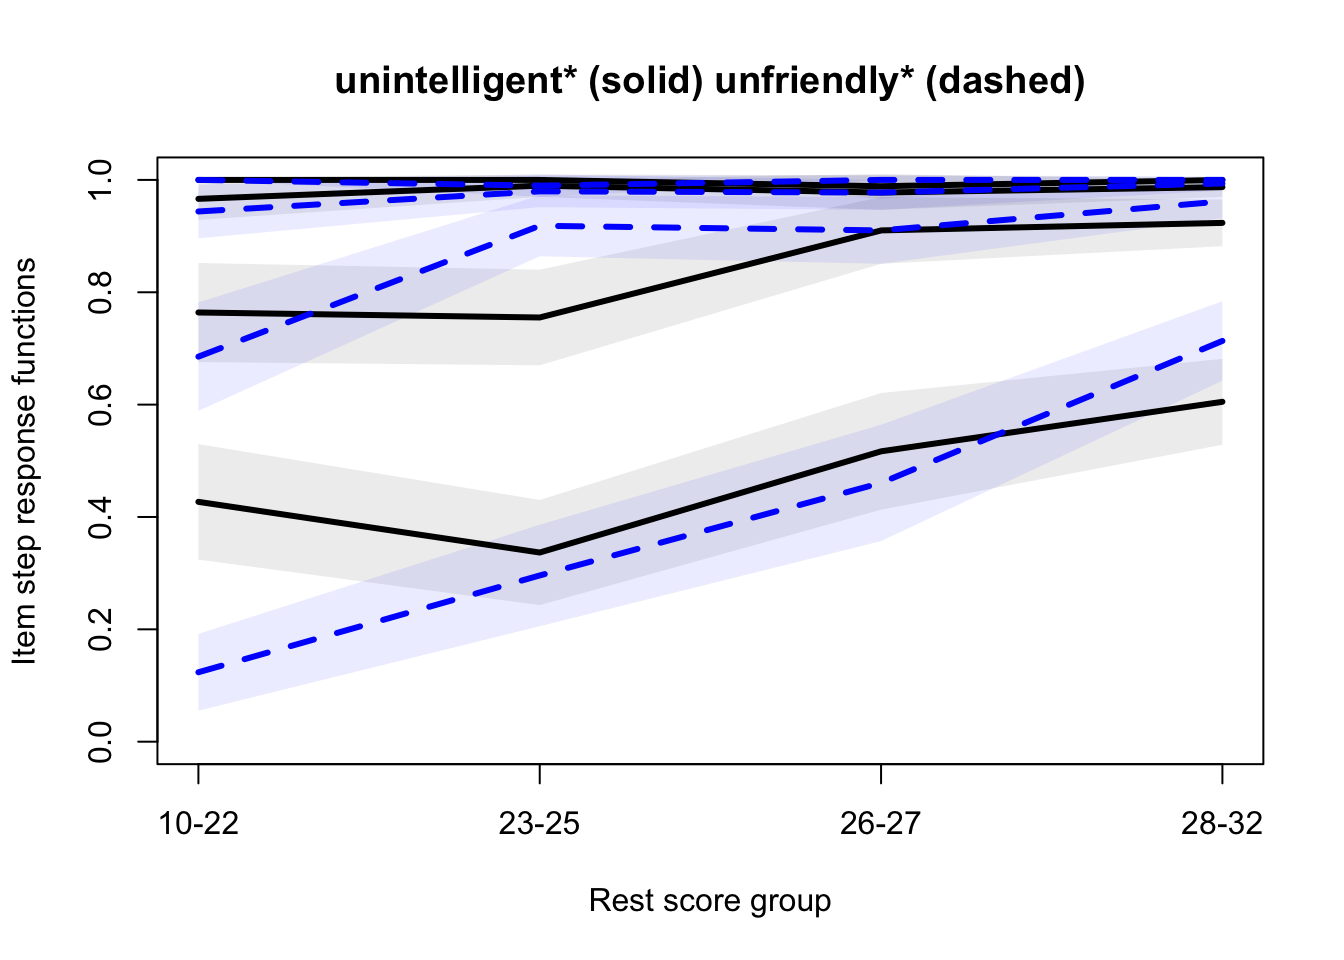 unintelligent* (solid) unfriendly* (dashed)
Item step response functions
1.0
0.8
0.6
0.4
0.2
0.0
10-22 23-25 26-27 28-32
Rest score group